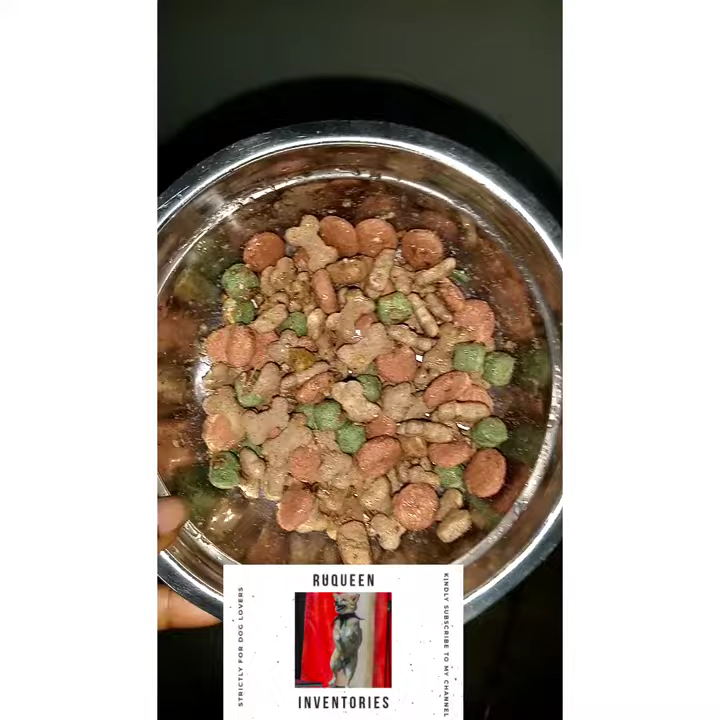 RUQUEEN
STRICTLY FOR DOG LOVERS
KINDLY SUBSCRIBE TO MY CHANNEL
INVENTORIES